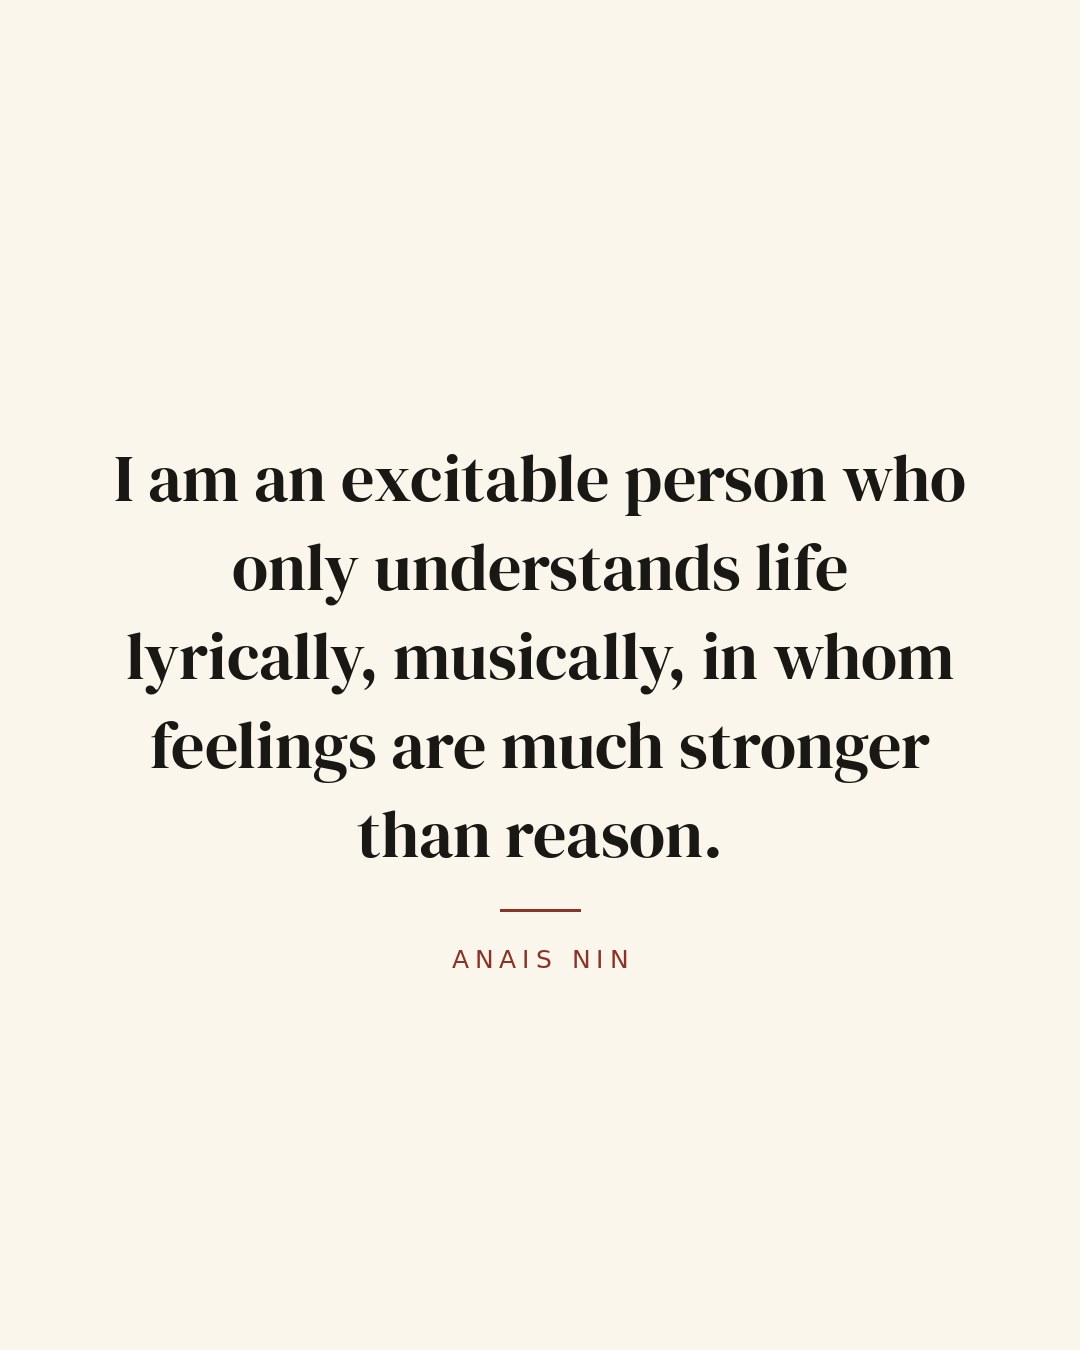 I am an excitable person who
only understands life
lyrically, musically, in whom
feelings are much stronger
than reason.
ANAIS NIN